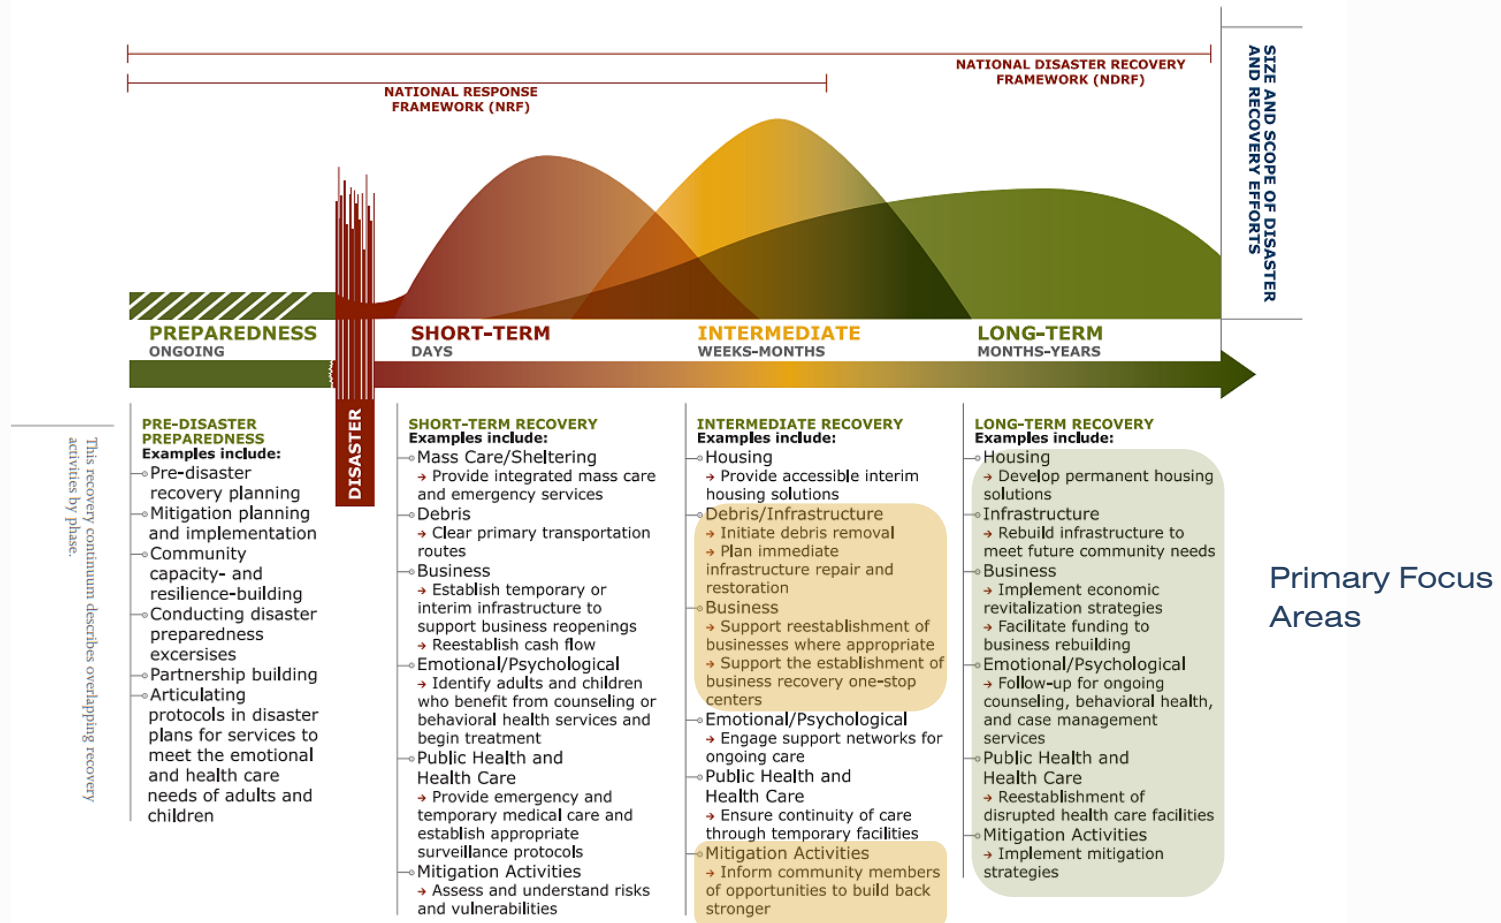 NATIONAL DISASTER RECOVERY
FRAMEWORK (NDRF)
NATIONAL RESPONSE
FRAMEWORK (NRF)
SIZE AND SCOPE OF DISASTER
AND RECOVERY EFFORTS
PREPAREDNESS
ONGOING
SHORT-TERM
DAYS
INTERMEDIATE
WEEKS-MONTHS
LONG-TERM
MONTHS-YEARS
DISASTER
This recovery continuum describes overlapping recovery
activities by phase.
PRE-DISASTER
PREPAREDNESS
Examples include:
Pre-disaster
recovery planning
Mitigation planning
and implementation
Community
capacity- and
resilience-building
Conducting disaster
preparedness
excersises
Partnership building
Articulating
protocols in disaster
plans for services to
meet the emotional
and health care
needs of adults and
children
SHORT-TERM RECOVERY
Examples include:
Mass Care/Sheltering
→ Provide integrated mass care
and emergency services
Debris
→ Clear primary transportation
routes
Business
→ Establish temporary or
interim infrastructure to
support business reopenings
→ Reestablish cash flow
Emotional/Psychological
→ Identify adults and children
who benefit from counseling or
behavioral health services and
begin treatment
Public Health and
Health Care
→ Provide emergency and
temporary medical care and
establish appropriate
surveillance protocols
Mitigation Activities
→ Assess and understand risks
and vulnerabilities
INTERMEDIATE RECOVERY
Examples include:
Housing
→ Provide accessible interim
housing solutions
Debris/Infrastructure
→ Initiate debris removal
→ Plan immediate
infrastructure repair and
restoration
Business
→ Support reestablishment of
businesses where appropriate
→ Support the establishment of
business recovery one-stop
centers
Emotional/Psychological
→ Engage support networks for
ongoing care
Public Health and
Health Care
→ Ensure continuity of care
through temporary facilities
Mitigation Activities
→ Inform community members
of opportunities to build back
stronger
LONG-TERM RECOVERY
Examples include:
Housing
→ Develop permanent housing
solutions
Infrastructure
→ Rebuild infrastructure to
meet future community needs
Business
→ Implement economic
revitalization strategies
→ Facilitate funding to
business rebuilding
Emotional/Psychological
→ Follow-up for ongoing
counseling, behavioral health,
and case management
services
Public Health and
Health Care
→ Reestablishment of
disrupted health care facilities
Mitigation Activities
→ Implement mitigation
strategies
Primary Focus
Areas